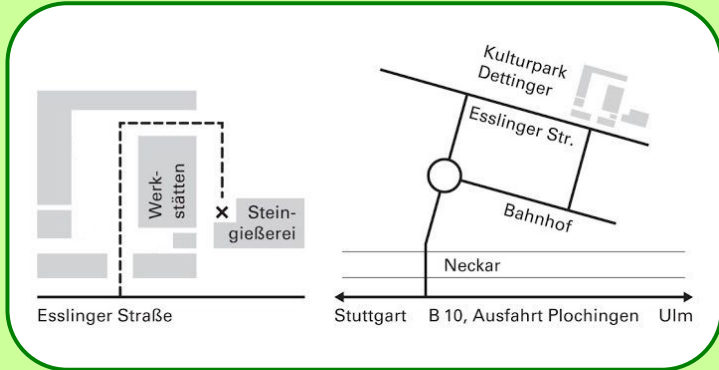 Werk-
stätten
Stein-
gießerei
Esslinger Straße
Kulturpark
Dettinger
Esslinger Str.
Bahnhof
Neckar
Stuttgart B 10, Ausfahrt Plochingen Ulm